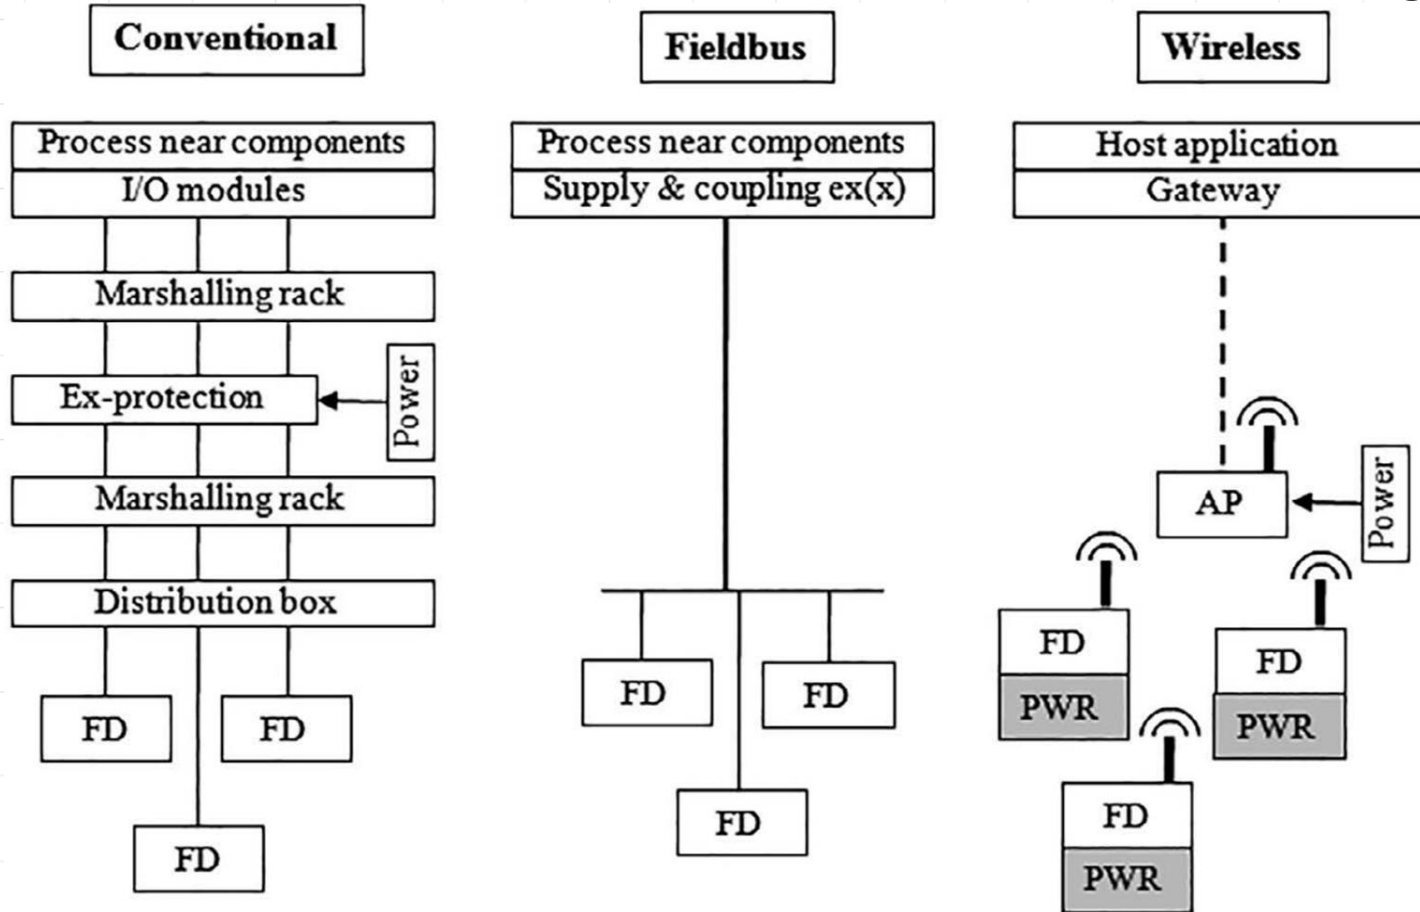 Conventional
Process near components
I/O modules
Marshalling rack
Ex-protection
Power
Marshalling rack
Distribution box
FD
FD
FD
Fieldbus
Process near components
Supply & coupling ex(x)
FD
FD
FD
Wireless
Host application
Gateway
AP
Power
FD
PWR
FD
PWR
FD
PWR